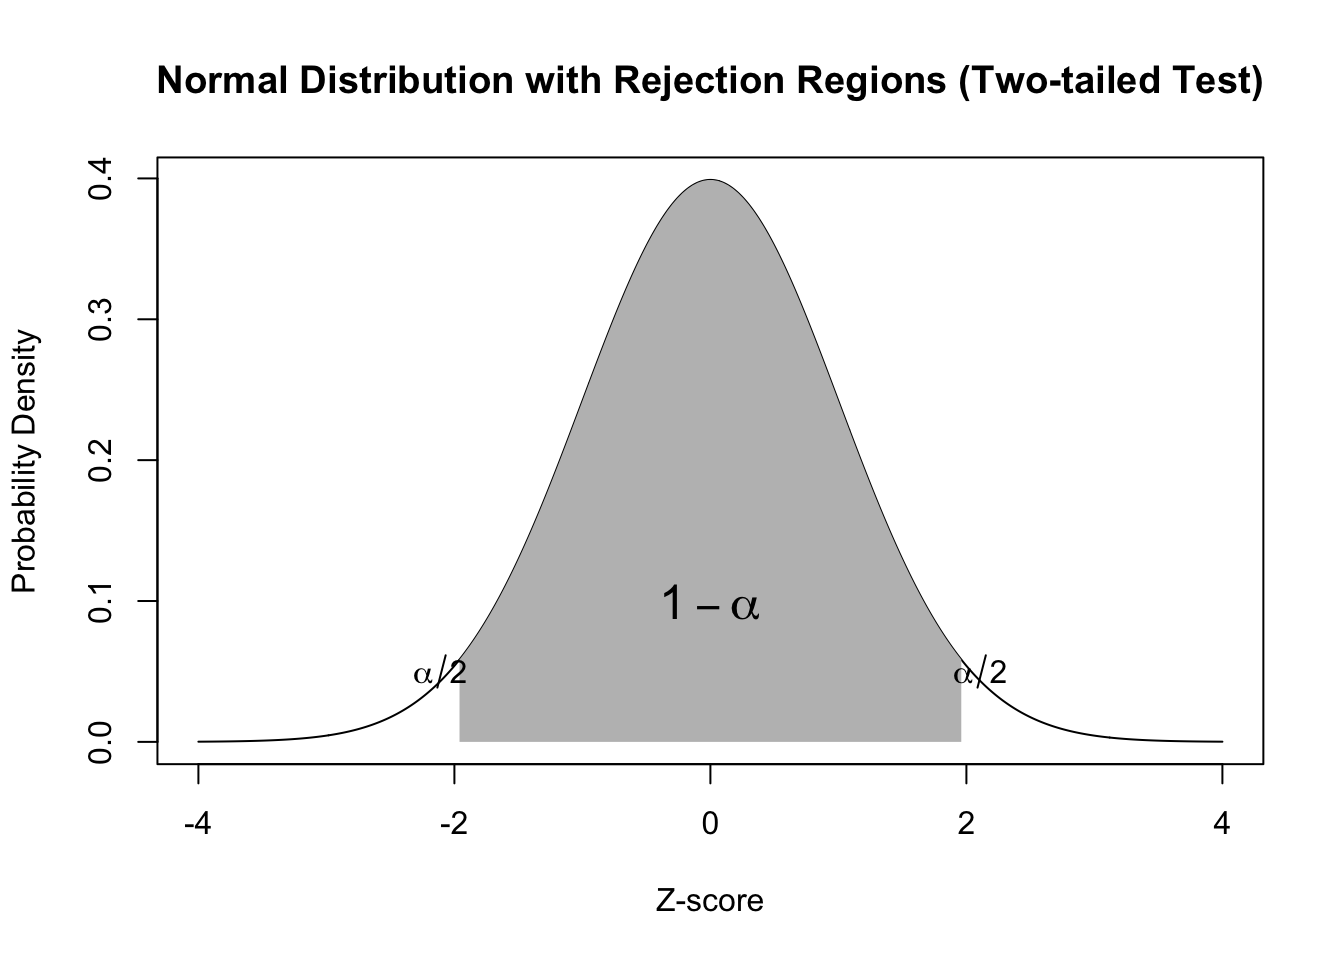 Normal Distribution with Rejection Regions (Two-tailed Test)
Probability Density
0.4
0.3
0.2
0.1
0.0
1 − α
α/2
α/2
-4
-2
0
2
4
Z-score